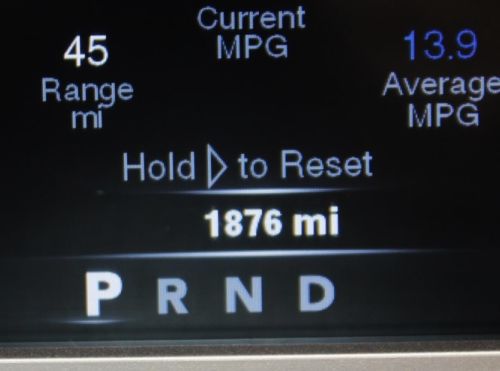 Current
MPG
45
Range
mi
13.9
Average
MPG
Hold ▷ to Reset
1876 mi
P R N D